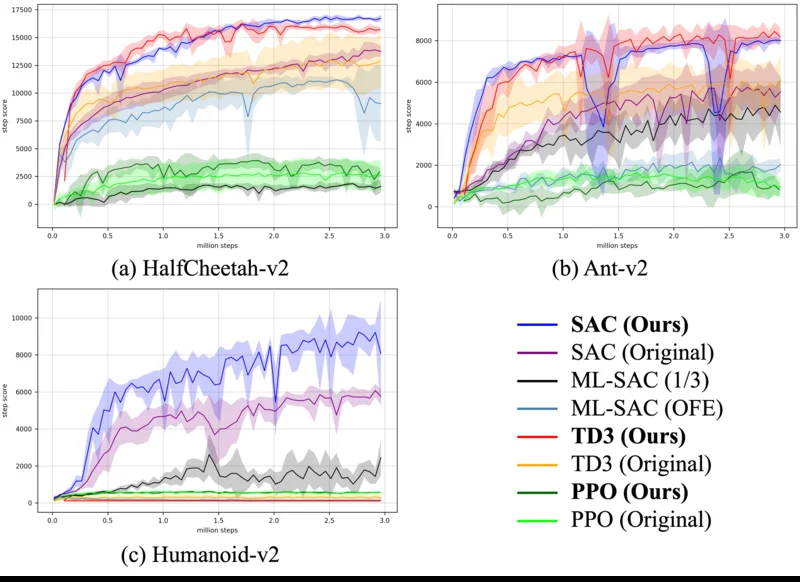 17500
15000
12500
10000
7500
5000
2500
0
step score
0.0 0.5 1.0 1.5 2.0 2.5 3.0
million steps
(a) HalfCheetah-v2
8000
6000
4000
2000
0
step score
0.0 0.5 1.0 1.5 2.0 2.5 3.0
million steps
(b) Ant-v2
10000
8000
6000
4000
2000
0
step score
0.0 0.5 1.0 1.5 2.0 2.5 3.0
million steps
(c) Humanoid-v2
SAC (Ours)
SAC (Original)
ML-SAC (1/3)
ML-SAC (OFE)
TD3 (Ours)
TD3 (Original)
PPO (Ours)
PPO (Original)